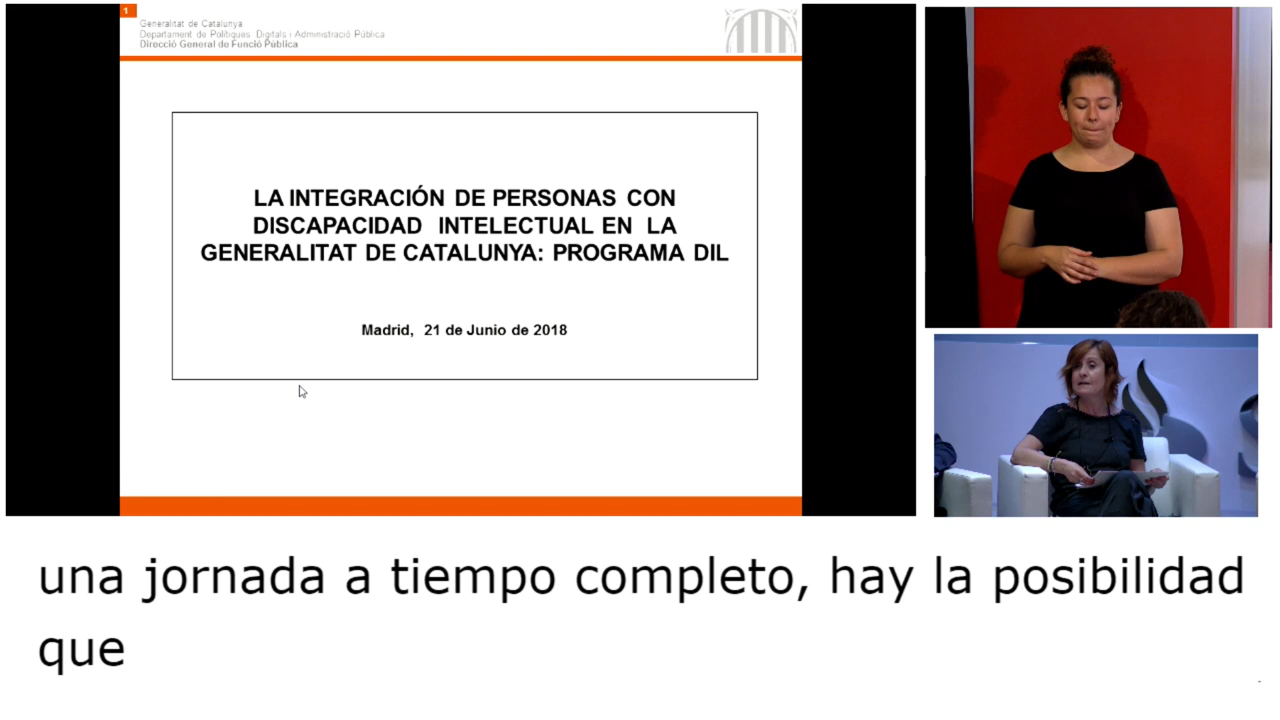 1
Generalitat de Catalunya
Departament de Polítiques Digitals i Administració Pública
Direcció General de Funció Pública
LA INTEGRACIÓN DE PERSONAS CON
DISCAPACIDAD INTELECTUAL EN LA
GENERALITAT DE CATALUNYA: PROGRAMA DIL
Madrid, 21 de Junio de 2018
una jornada a tiempo completo, hay la posibilidad
que